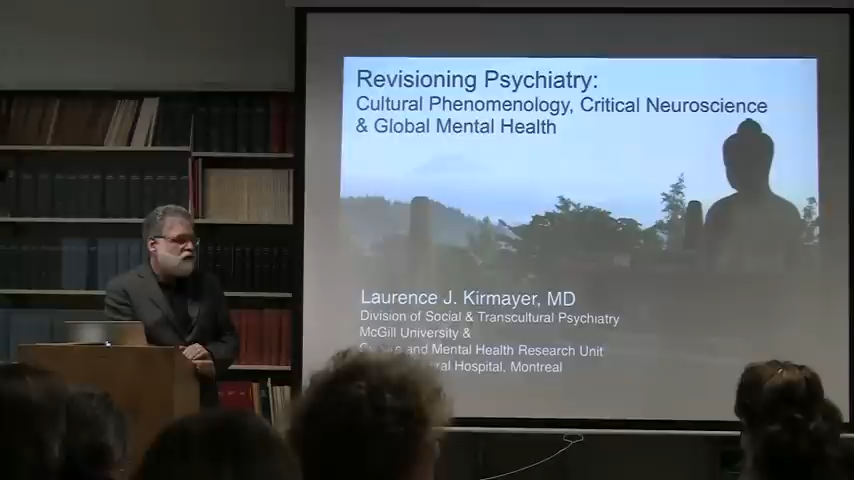 Revisioning Psychiatry:
Cultural Phenomenology, Critical Neuroscience
& Global Mental Health
Laurence J. Kirmayer, MD
Division of Social & Transcultural Psychiatry
McGill University &
and Mental Health Research Unit
Hospital, Montreal